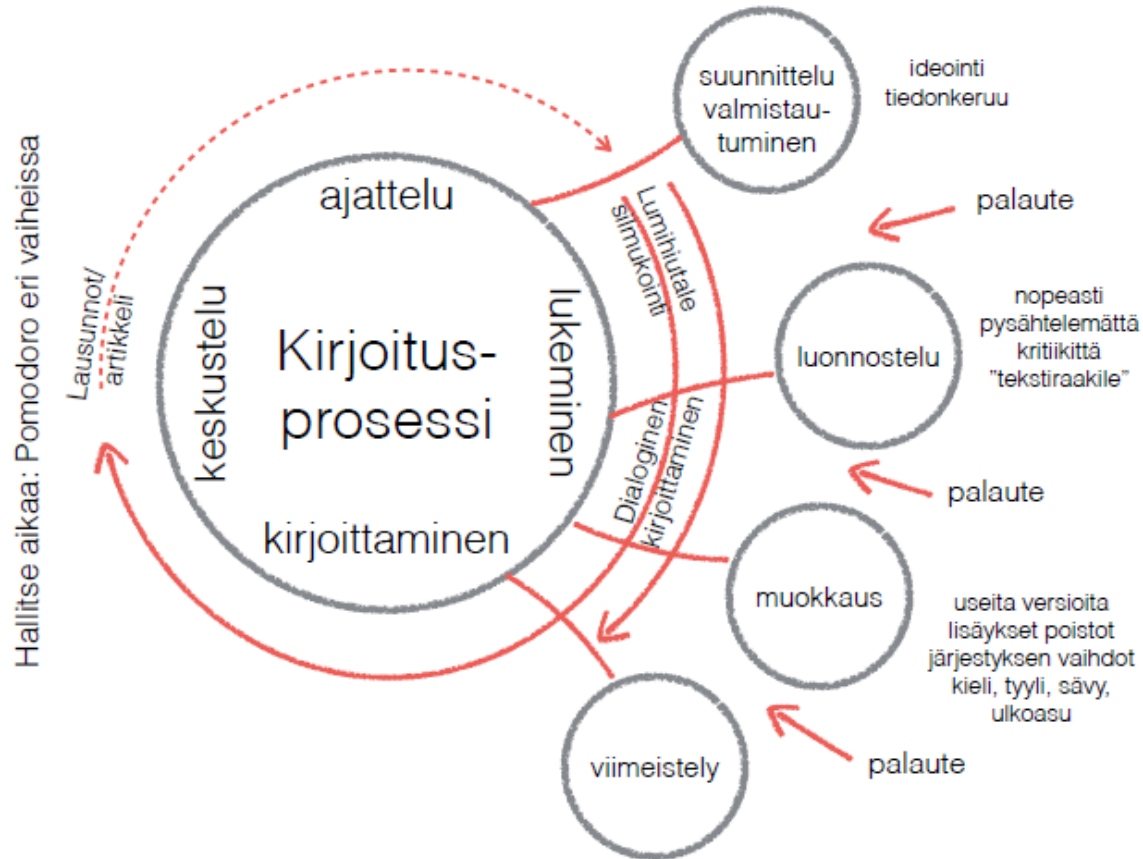 Hallitse aikaa: Pomodoro eri vaiheissa
Lausunnot/
artikkeli
Kirjoitus-
prosessi
ajattelu
lukeminen
kirjoittaminen
keskustelu
Lumihiutale
silmukointi
Dialoginen
kirjoittaminen
suunnittelu
valmistau-
tuminen
ideointi
tiedonkeruu
palaute
luonnostelu
nopeasti
pysähtelemättä
kritiikittä
"tekstiraakile"
palaute
muokkaus
useita versioita
lisäykset poistot
järjestyksen vaihdot
kieli, tyyli, sävy,
ulkoasu
palaute
viimeistely